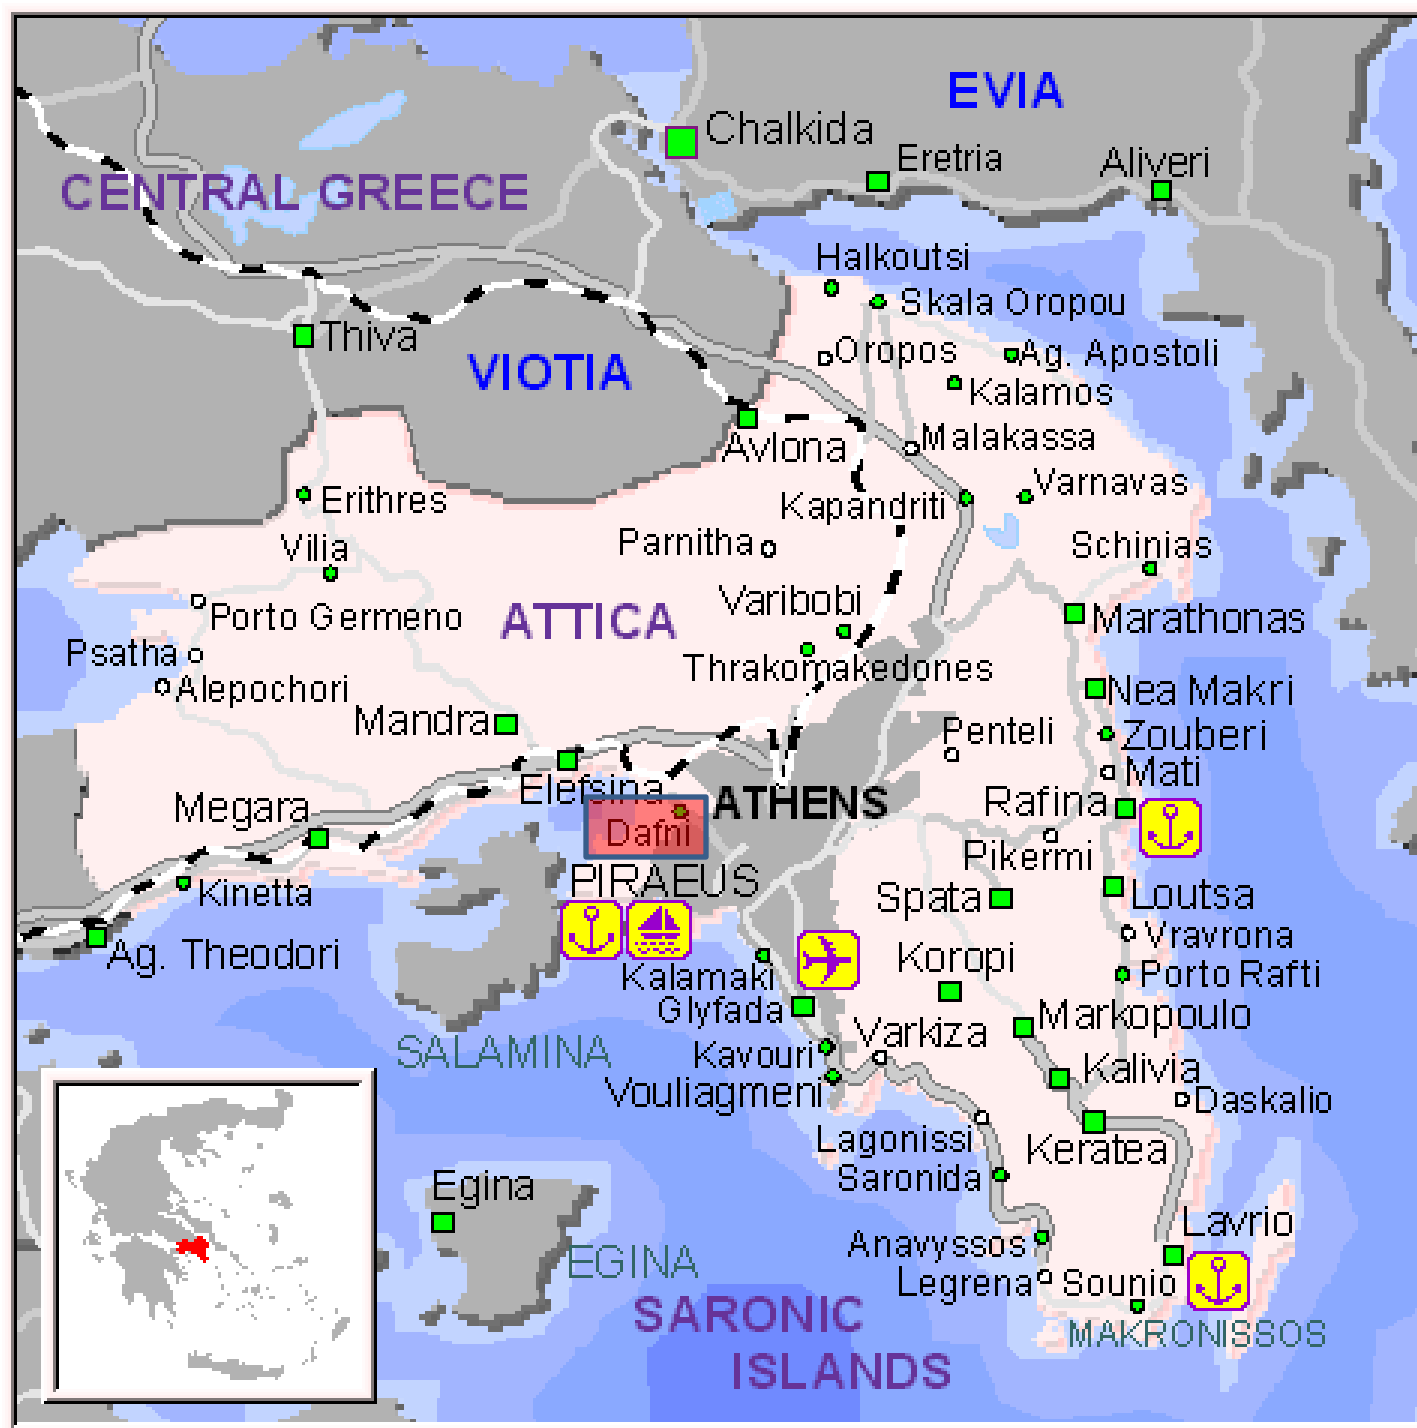 EVIA
Chalkida
Eretria
Aliveri
CENTRAL GREECE
Halkoutsi
Skala Oropou
Thiva
Oropos
Ag. Apostoli
VIOTIA
Kalamos
Avlona
Malakassa
Erithres
Kapandriti
Varnavas
Vilia
Parnitha
Schinias
Varibobi
Porto Germeno
ATTICA
Marathonas
Psatha
Thrakomakedones
Alepochori
Nea Makri
Mandra
Penteli
Zouberi
Mati
Elefsina
ATHENS
Rafina
Megara
Dafni
Pikermi
PIRAEUS
Kinetta
Spata
Loutsa
Vravrona
Ag. Theodori
Koropi
Kalamaki
Porto Rafti
Glyfada
Markopoulo
SALAMINA
Kavouri
Varkiza
Kalivia
Vouliagmeni
Daskalio
Lagonissi
Keratea
Saronida
Egina
Lavrio
Anavyssos
EGINA
Legrena
Sounio
SARONIC
ISLANDS
MAKRONISSOS